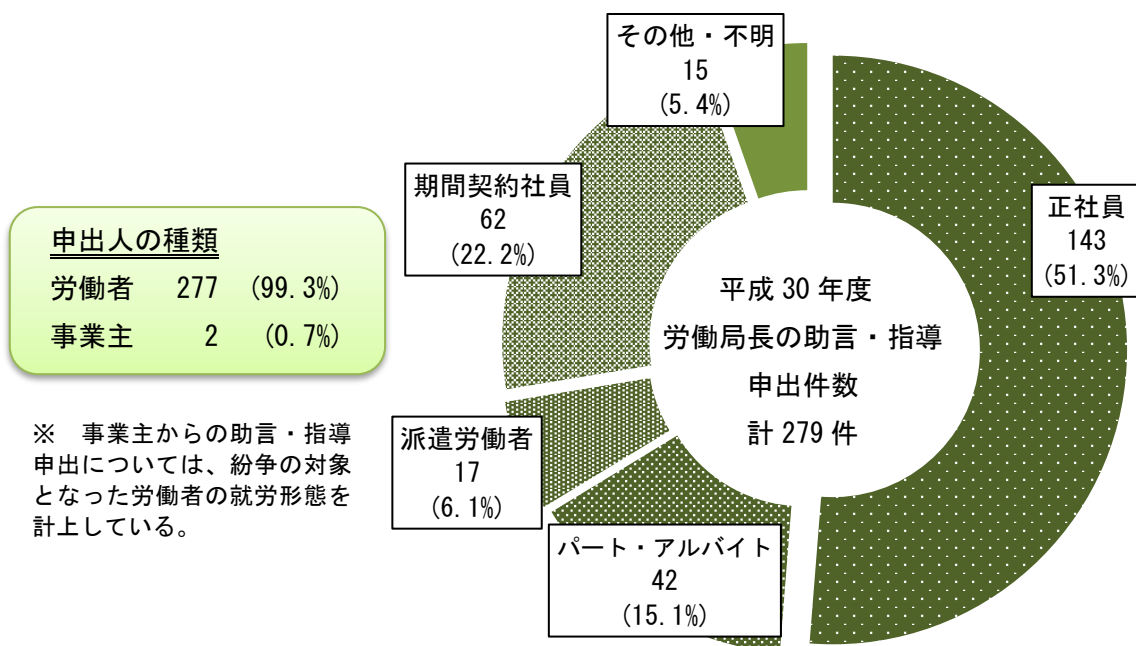 その他・不明
15
(5.4%)
期間契約社員
62
(22.2%)
正社員
143
(51.3%)
申出人の種類
労働者 277 (99.3%)
事業主 2 (0.7%)
平成 30 年度
労働局長の助言・指導
申出件数
計 279 件
※ 事業主からの助言・指導
申出については、紛争の対象
となった労働者の就労形態を
計上している。
派遣労働者
17
(6.1%)
パート・アルバイト
42
(15.1%)